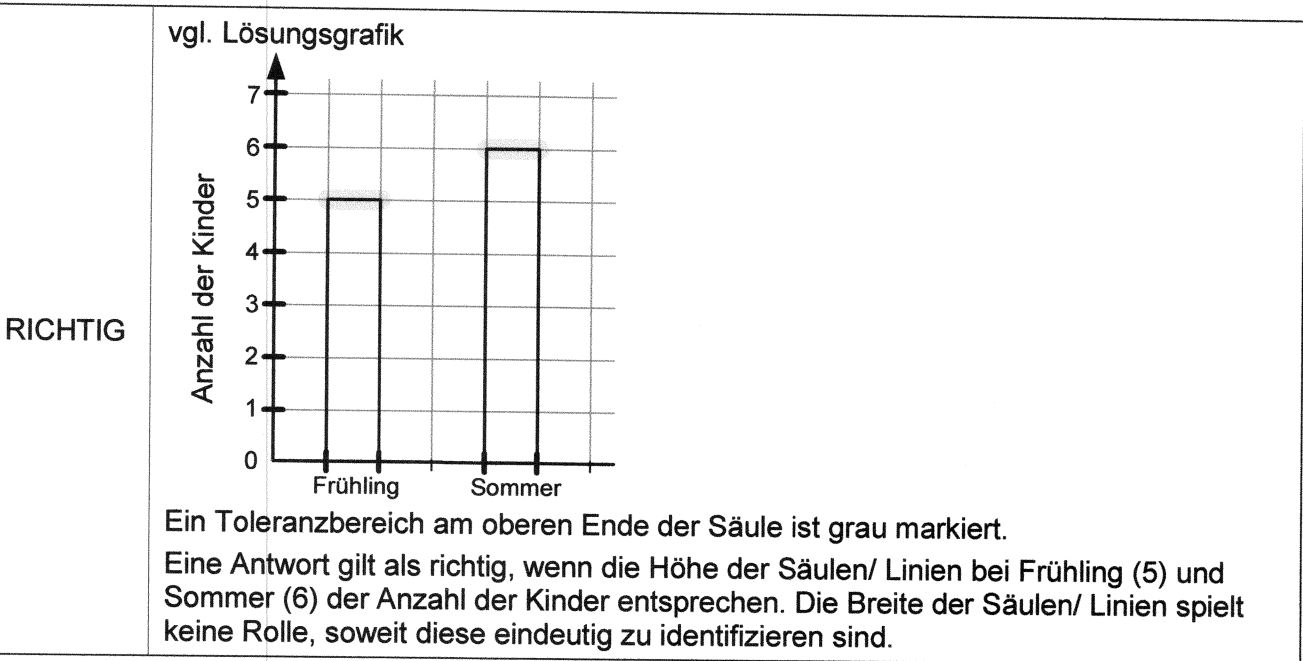 vgl. Lösungsgrafik
7
6
5
4
3
2
1
0
Anzahl der Kinder
Frühling Sommer
RICHTIG
Ein Toleranzbereich am oberen Ende der Säule ist grau markiert.
Eine Antwort gilt als richtig, wenn die Höhe der Säulen/ Linien bei Frühling (5) und
Sommer (6) der Anzahl der Kinder entsprechen. Die Breite der Säulen/ Linien spielt
keine Rolle, soweit diese eindeutig zu identifizieren sind.